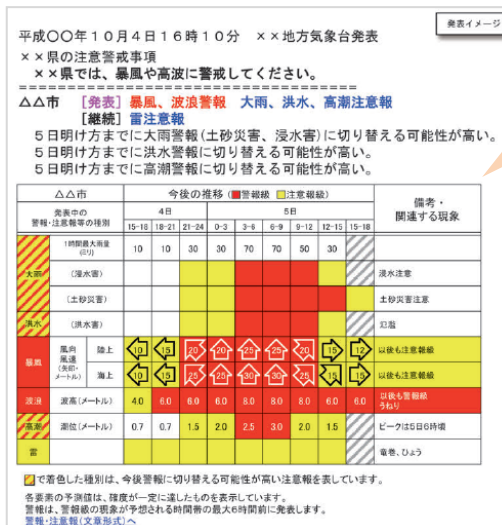 発表イメージ
平成〇〇年１０月４日１６時１０分　××地方気象台発表
××県の注意警戒事項
××県では、暴風や高波に警戒してください。
=====================================
△△市　[発表] 暴風、波浪警報　大雨、洪水、高潮注意報
[継続] 雷注意報
５日明け方までに大雨警報(土砂災害、浸水害)に切り替える可能性が高い。
５日明け方までに洪水警報に切り替える可能性が高い。
５日明け方までに高潮警報に切り替える可能性が高い。
△△市　今後の推移(■警報級 □注意報級)　備考・関連する現象
発表中の警報・注意報等の種別　4日　5日
15-18 18-21 21-24 0-3 3-6 6-9 9-12 12-15 15-18
大雨　1時間最大雨量(ミリ) 10 10 30 30 70 70 50 30
(浸水害)　浸水注意
(土砂災害)　土砂災害注意
洪水　(洪水害)　氾濫
暴風　風向風速(矢印・メートル)　陸上 10 15 20 20 25 25 20 15 12 以後も注意報級
海上 10 15 25 25 30 30 25 15 15 以後も注意報級
波浪　波高(メートル) 4.0 6.0 6.0 6.0 8.0 8.0 8.0 6.0 6.0 以後も警報級 うねり
高潮　潮位(メートル) 0.7 0.7 1.5 2.0 2.5 3.0 2.0 1.5 ピークは5日6時頃
雷　竜巻、ひょう
で着色した種別は、今後警報に切り替える可能性が高い注意報を表しています。
各要素の予測値は、確度が一定に達したものを表示しています。
警報は、警報級の現象が予想される時間帯の最大6時間前に発表します。
警報・注意報(文章形式)へ